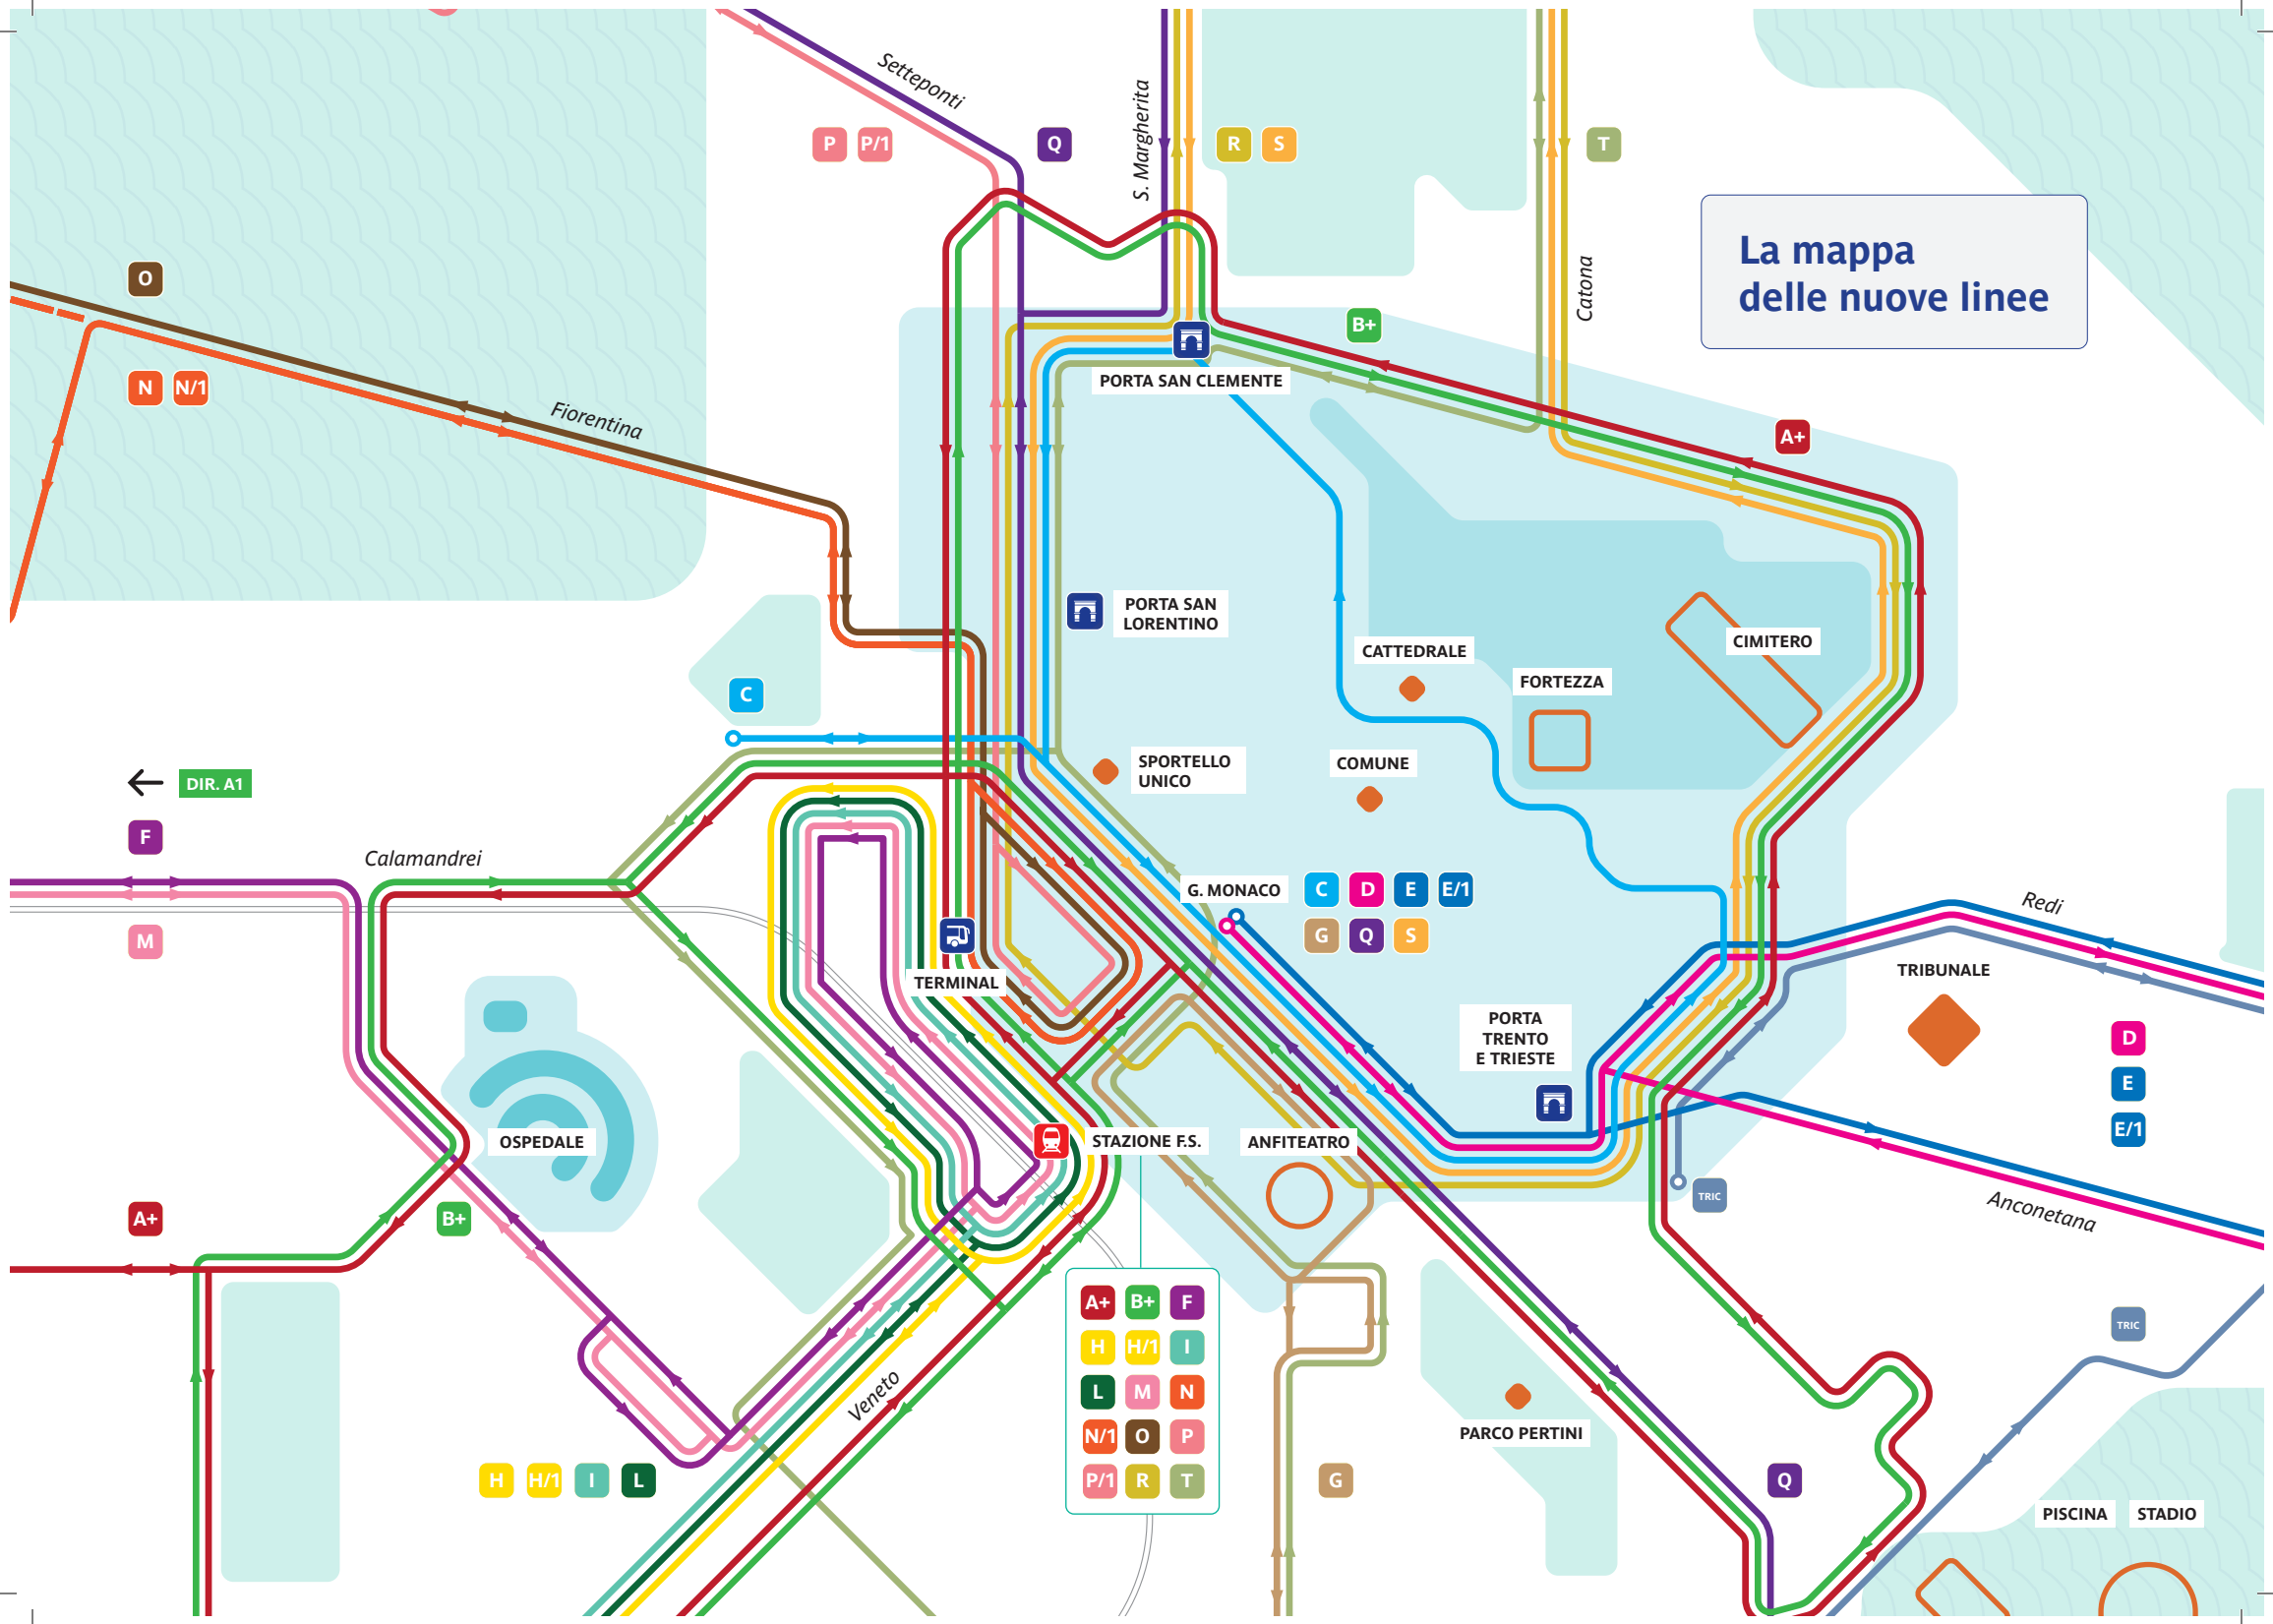 Setteponti
S. Margherita
P P/1
Q
R S
T
La mappa
delle nuove linee
O
Catona
B+
N N/1
PORTA SAN CLEMENTE
Fiorentina
A+
PORTA SAN
LORENTINO
CIMITERO
CATTEDRALE
FORTEZZA
C
SPORTELLO
UNICO
COMUNE
DIR. A1
F
Calamandrei
G. MONACO
C D E E/1
G Q S
Redi
M
TRIBUNALE
TERMINAL
PORTA
TRENTO
E TRIESTE
D
E
E/1
OSPEDALE
STAZIONE F.S.
ANFITEATRO
TRIC
A+
B+
Anconetana
A+ B+ F
H H/1 I
L M N
N/1 O P
P/1 R T
TRIC
Veneto
PARCO PERTINI
H H/1 I L
G
Q
PISCINA
STADIO